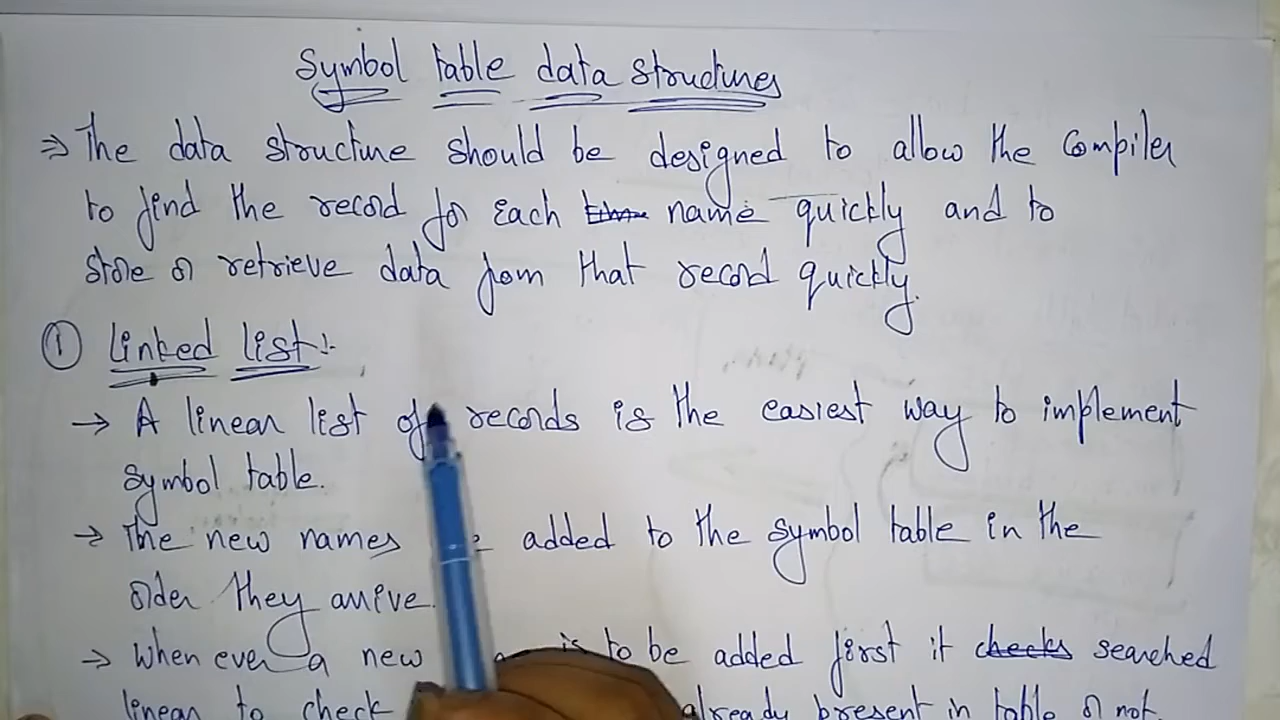 Symbol table data structures
⇒ The data structure should be designed to allow the Compiler
to find the record for each name quickly and to
store or retrieve data from that record quickly.
① Linked list:-
→ A linear list of records is the easiest way to implement
symbol table.
→ The new names added to the symbol table in the
order they arrive.
→ When ever a new is to be added first it checks searched
linear to check already present in table or not